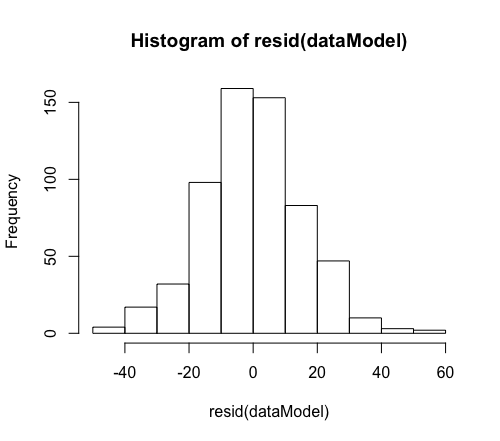 Histogram of resid(dataModel)
Frequency
150
100
50
0
-40 -20 0 20 40 60
resid(dataModel)